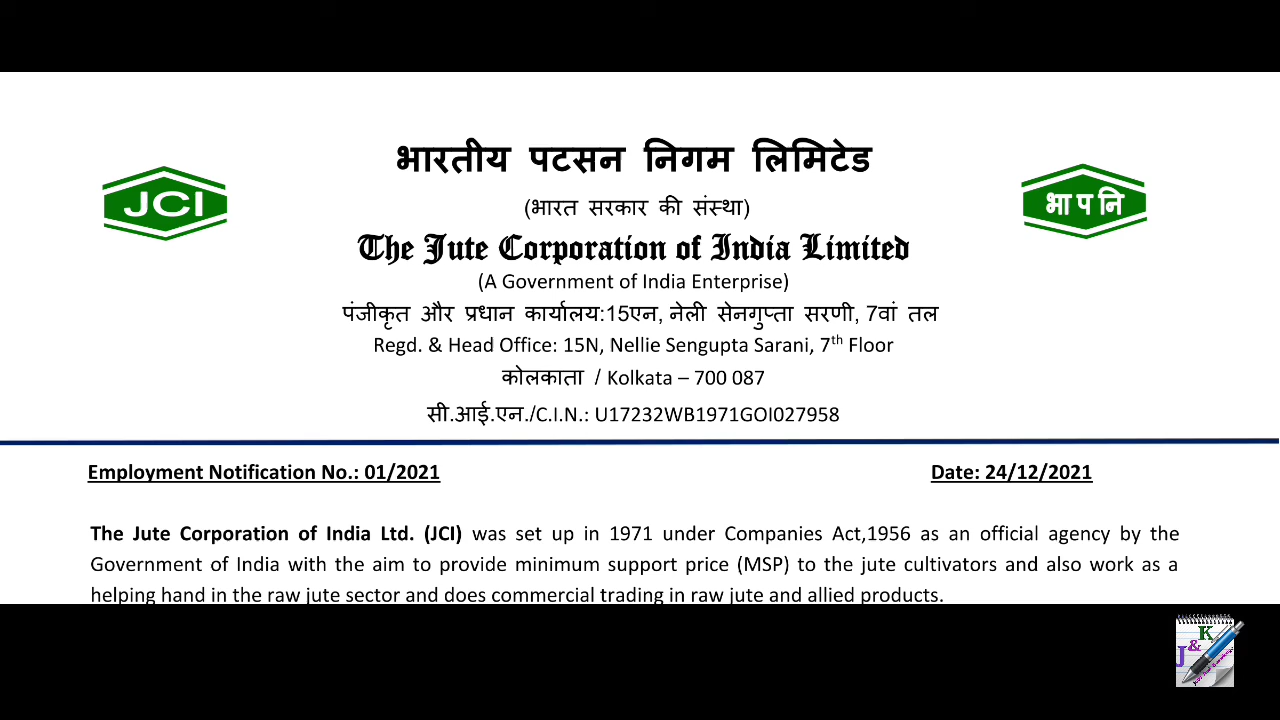 भारतीय पटसन निगम लिमिटेड
JCI
भा प नि
(भारत सरकार की संस्था)
The Jute Corporation of India Limited
(A Government of India Enterprise)
पंजीकृत और प्रधान कार्यालय:15एन, नेली सेनगुप्ता सरणी, 7वां तल
Regd. & Head Office: 15N, Nellie Sengupta Sarani, 7th Floor
कोलकाता / Kolkata – 700 087
सी.आई.एन./C.I.N.: U17232WB1971GOI027958
Employment Notification No.: 01/2021 Date: 24/12/2021
The Jute Corporation of India Ltd. (JCI) was set up in 1971 under Companies Act,1956 as an official agency by the
Government of India with the aim to provide minimum support price (MSP) to the jute cultivators and also work as a
helping hand in the raw jute sector and does commercial trading in raw jute and allied products.
J&K